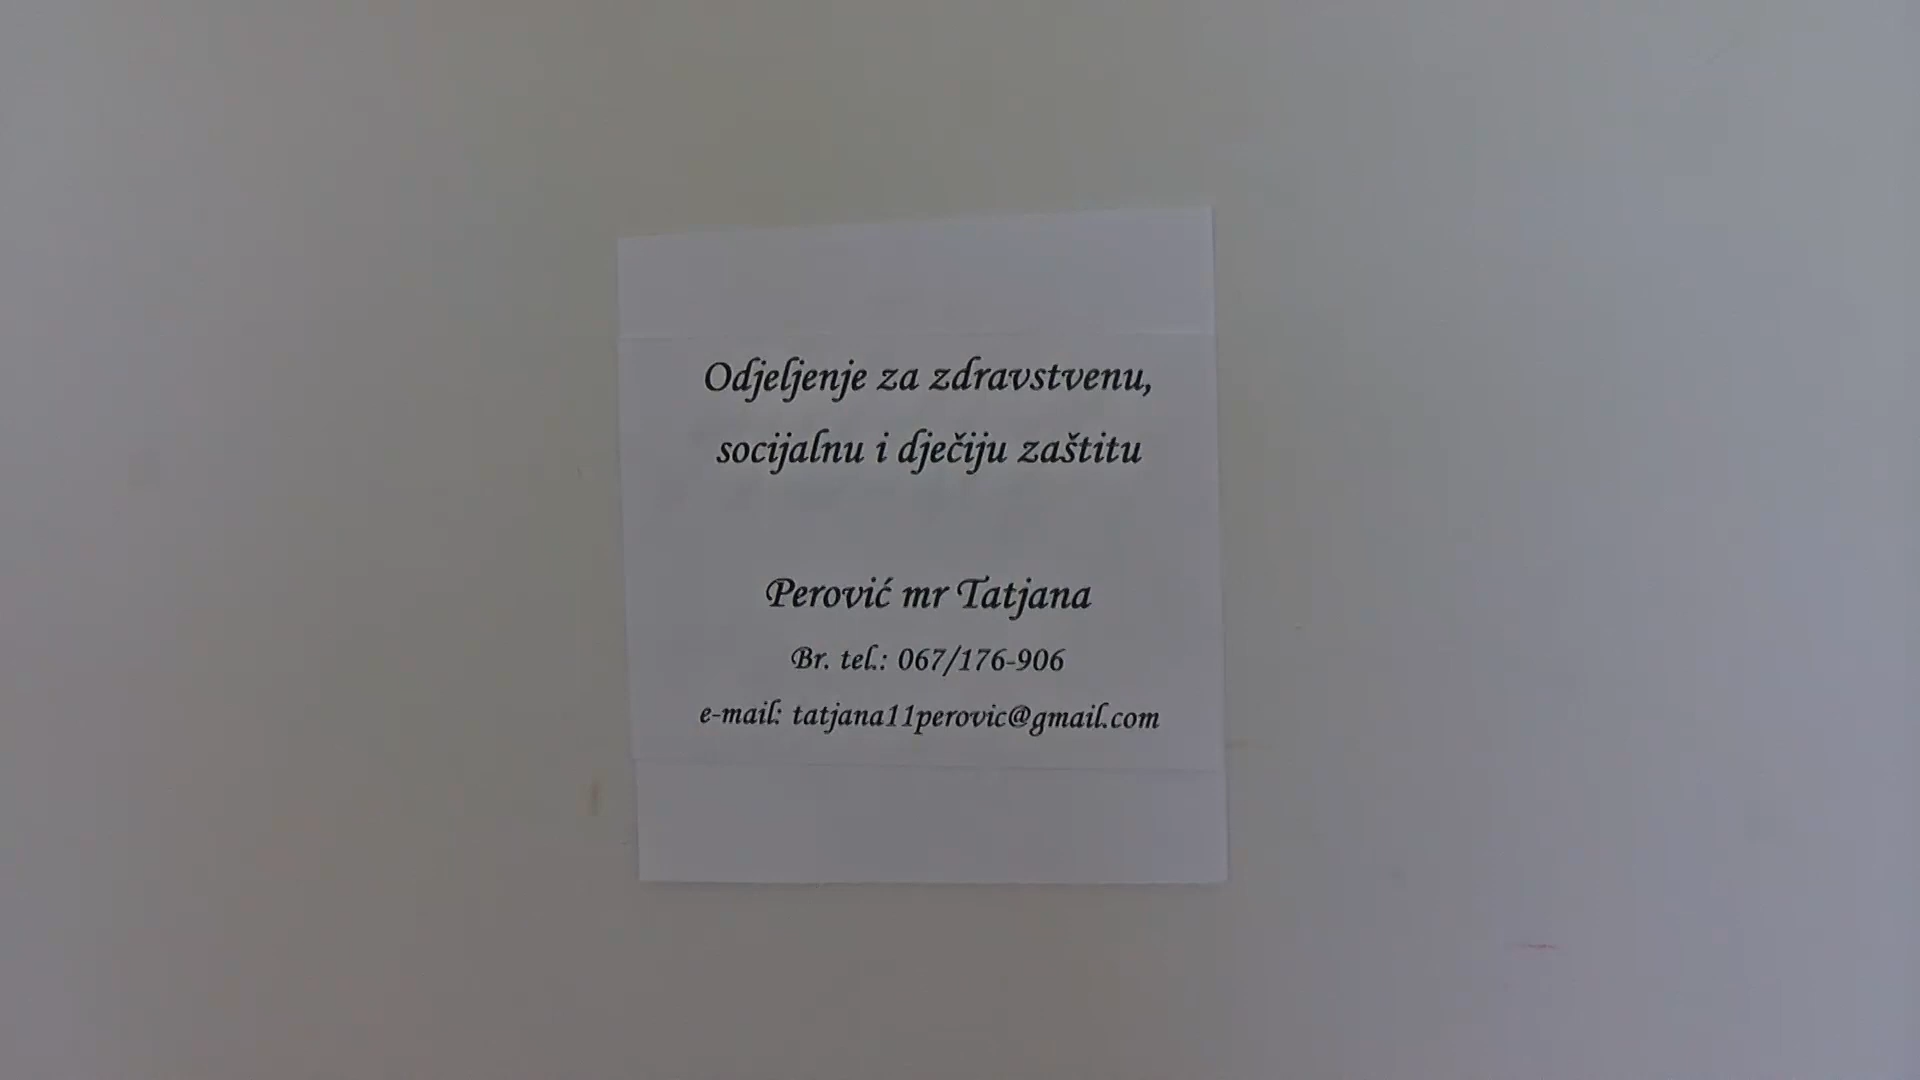 Odjeljenje za zdravstvenu,
socijalnu i dječiju zaštitu
Perović mr Tatjana
Br. tel.: 067/176-906
e-mail: tatjana11perovic@gmail.com